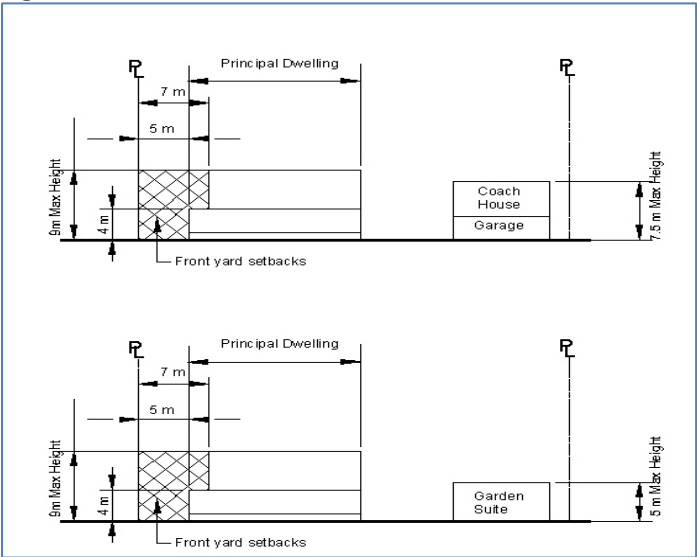 PL
Principal Dwelling
PL
7 m
5 m
9m Max Height
4 m
Coach
House
Garage
7.5 m Max Height
Front yard setbacks
PL
Principal Dwelling
PL
7 m
5 m
9m Max Height
4 m
Garden
Suite
5 m Max Height
Front yard setbacks